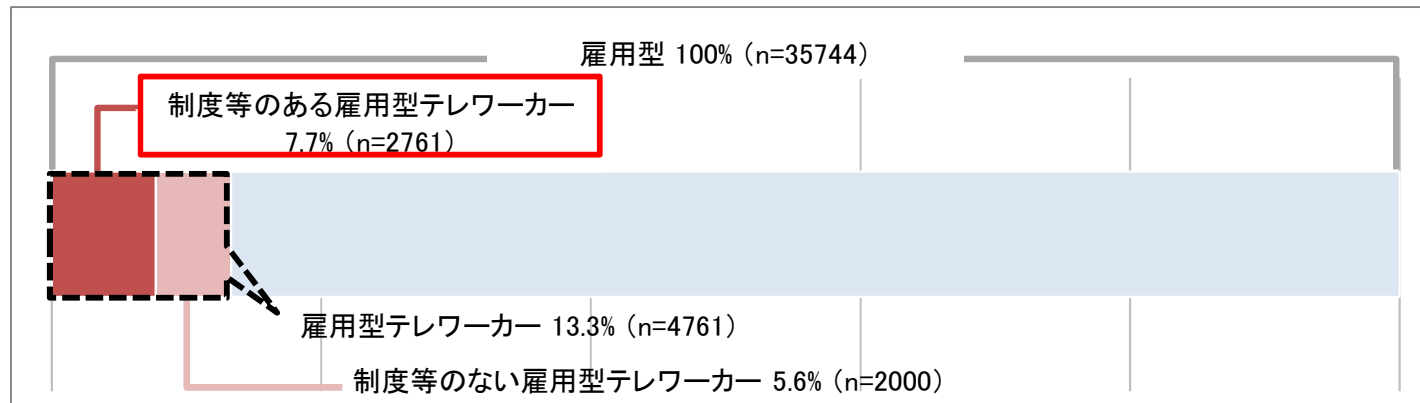 雇用型 100% (n=35744)
制度等のある雇用型テレワーカー
7.7% (n=2761)
雇用型テレワーカー 13.3% (n=4761)
制度等のない雇用型テレワーカー 5.6% (n=2000)